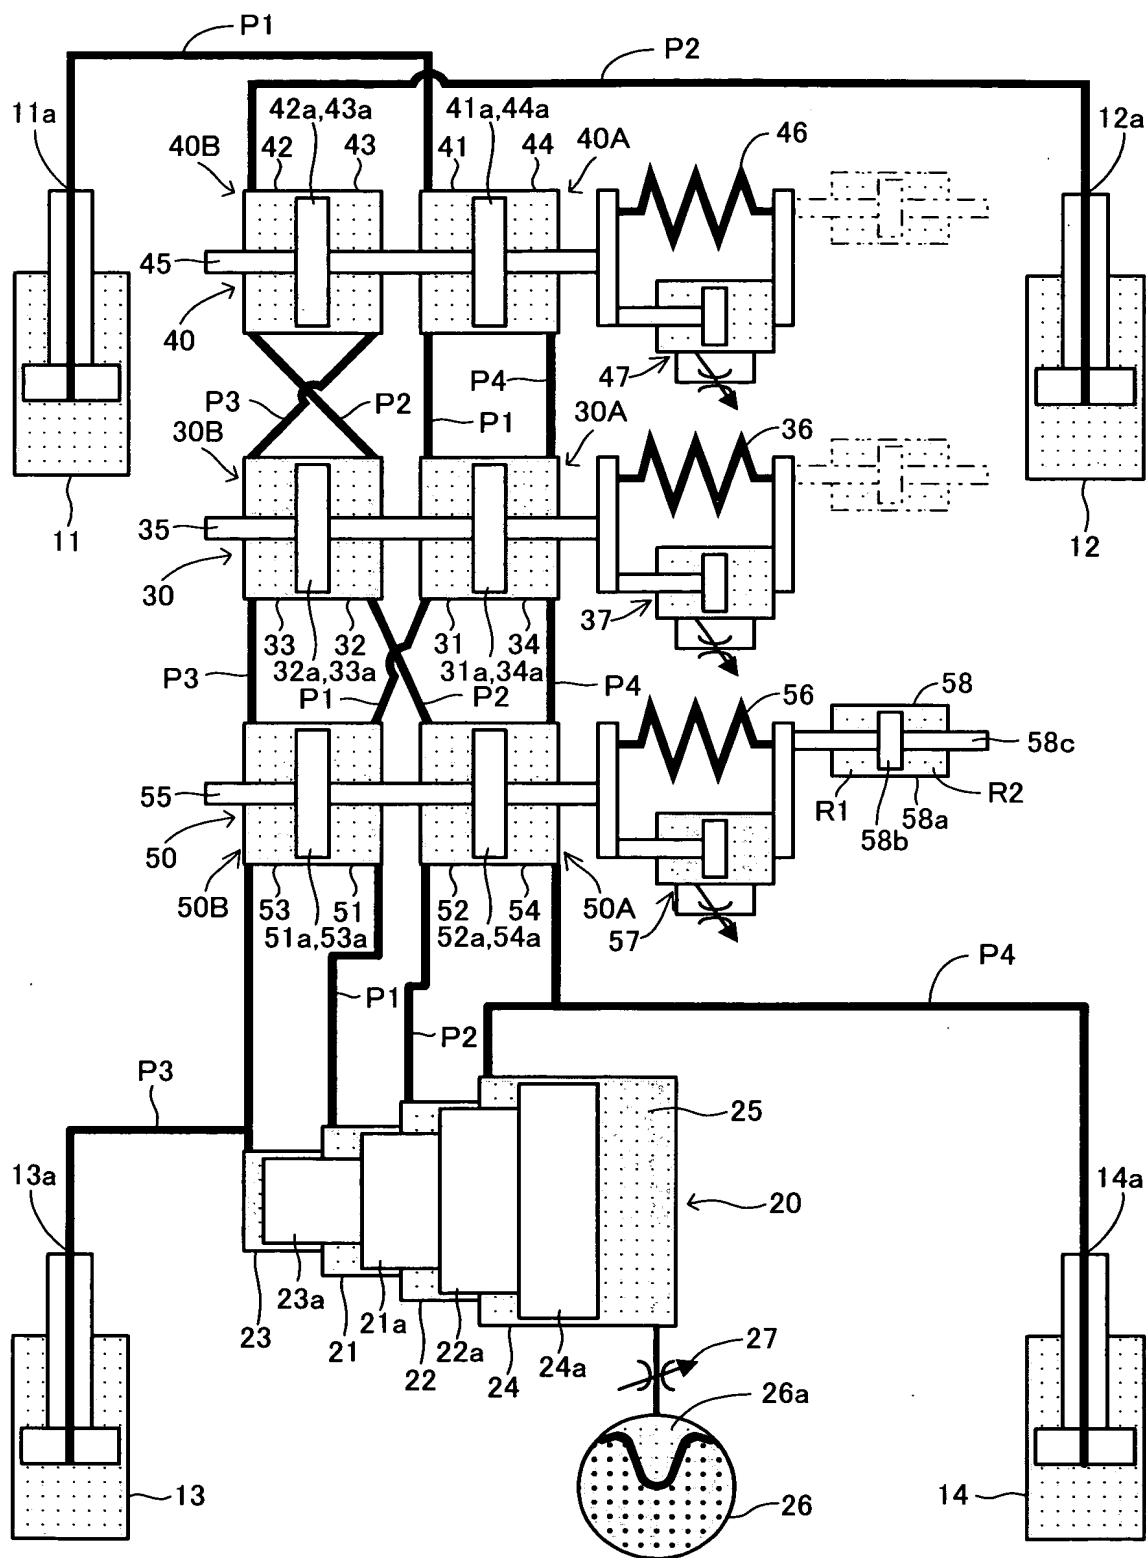 P1
P2
42a,43a
41a,44a
11a
12a
40B
42
43
41
44
40A
46
45
40
47
P3
P2
P1
P4
30B
30A
36
35
11
12
30
37
33
32
31
34
32a,33a
31a,34a
P3
P1
P2
P4
56
58
58c
55
R1
R2
58a
58b
50
50B
53
51
52
54
50A
51a,53a
52a,54a
57
P1
P2
P4
P3
25
13a
20
14a
23a
23
21a
21
22a
22
24a
24
27
26a
13
26
14